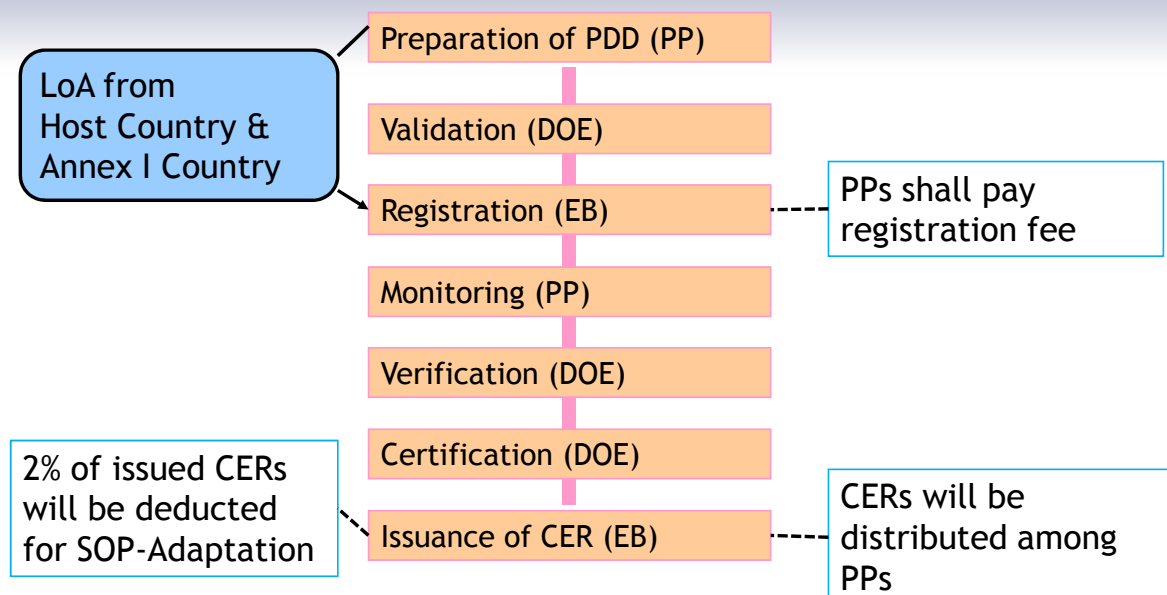 Preparation of PDD (PP)
LoA from
Host Country &
Annex I Country
Validation (DOE)
Registration (EB)
PPs shall pay
registration fee
Monitoring (PP)
Verification (DOE)
Certification (DOE)
2% of issued CERs
will be deducted
for SOP-Adaptation
Issuance of CER (EB)
CERs will be
distributed among
PPs